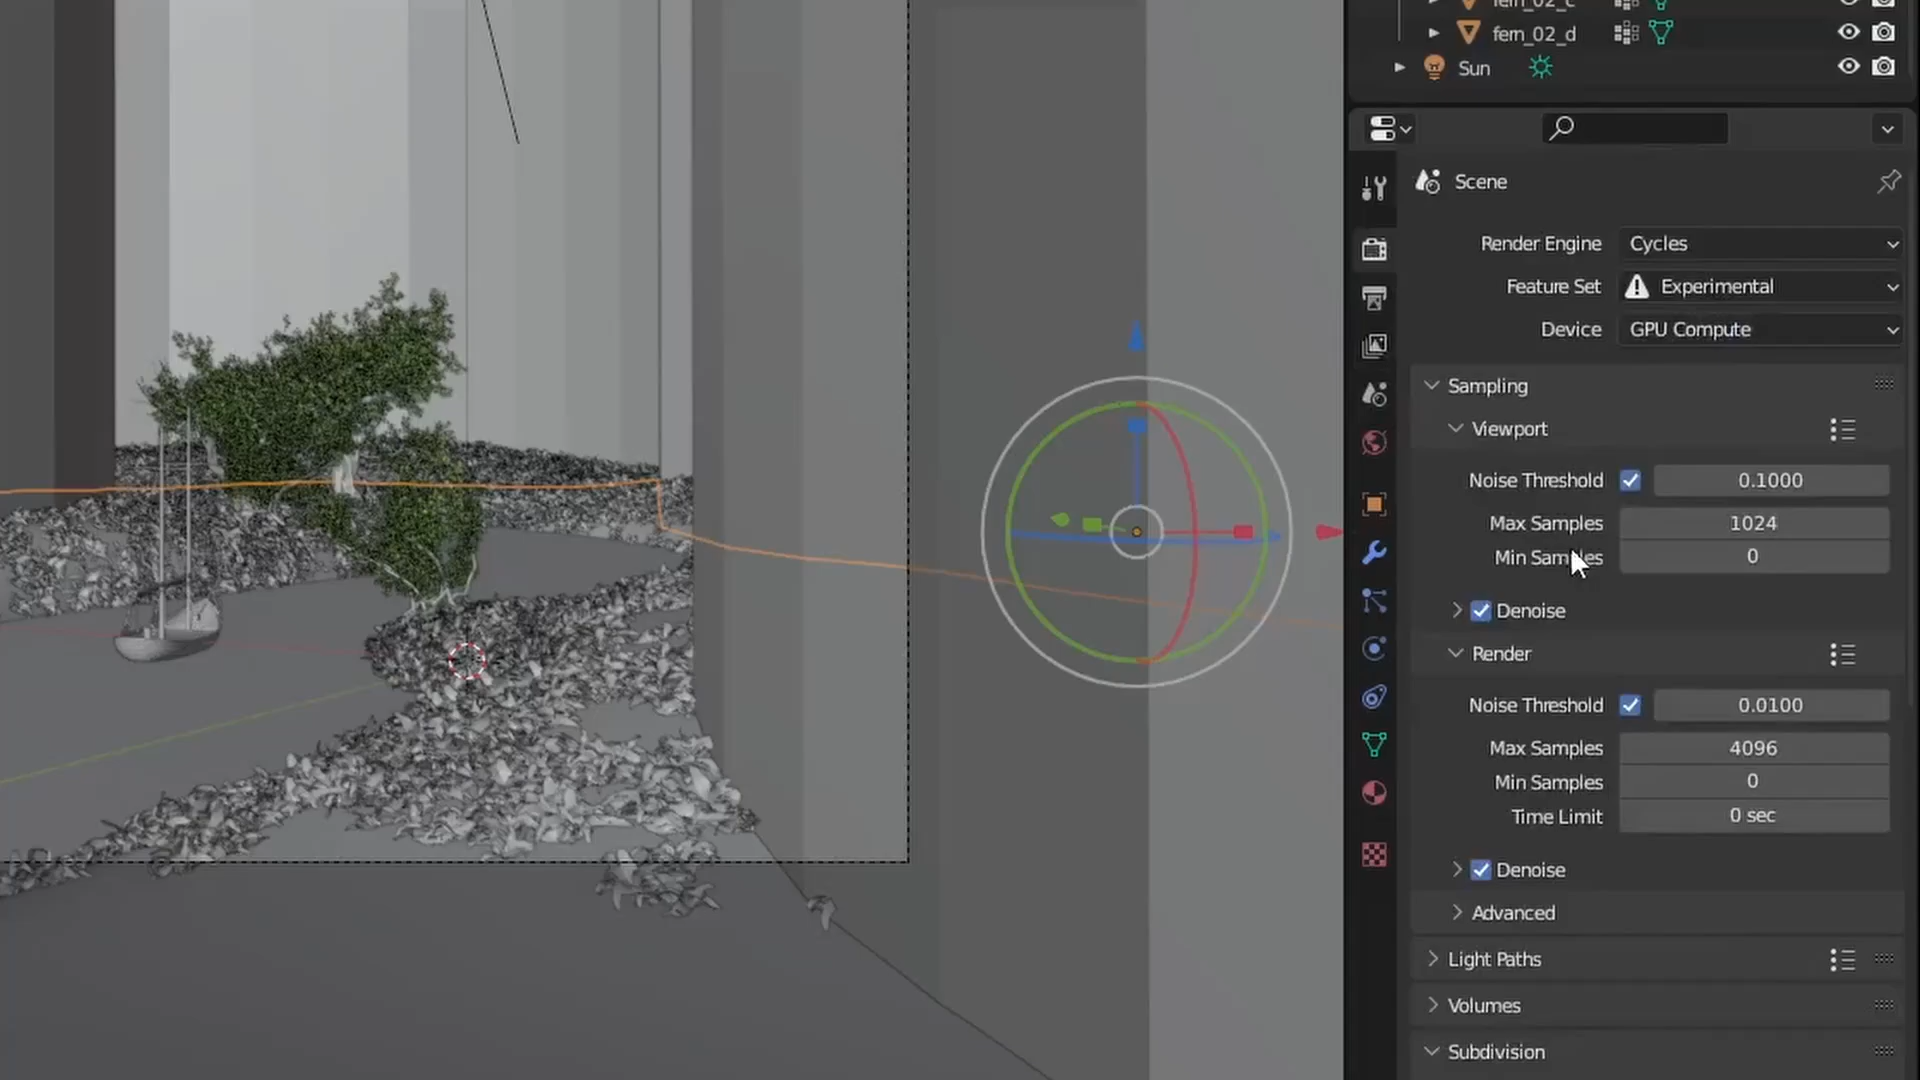 fern_02_c
fern_02_d
Sun
Scene
Render Engine Cycles
Feature Set Experimental
Device GPU Compute
Sampling
Viewport
Noise Threshold 0.1000
Max Samples 1024
Min Samples 0
Denoise
Render
Noise Threshold 0.0100
Max Samples 4096
Min Samples 0
Time Limit 0 sec
Denoise
Advanced
Light Paths
Volumes
Subdivision